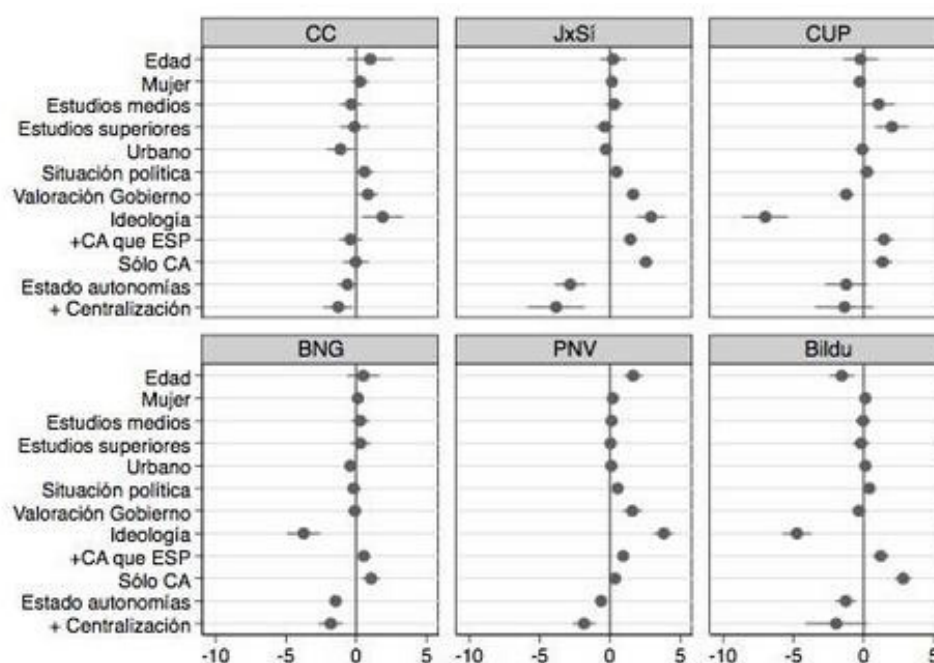 CC JxSí CUP
Edad
Mujer
Estudios medios
Estudios superiores
Urbano
Situación política
Valoración Gobierno
Ideología
+CA que ESP
Sólo CA
Estado autonomías
+ Centralización
BNG PNV Bildu
Edad
Mujer
Estudios medios
Estudios superiores
Urbano
Situación política
Valoración Gobierno
Ideología
+CA que ESP
Sólo CA
Estado autonomías
+ Centralización
-10 -5 0 5 -10 -5 0 5 -10 -5 0 5